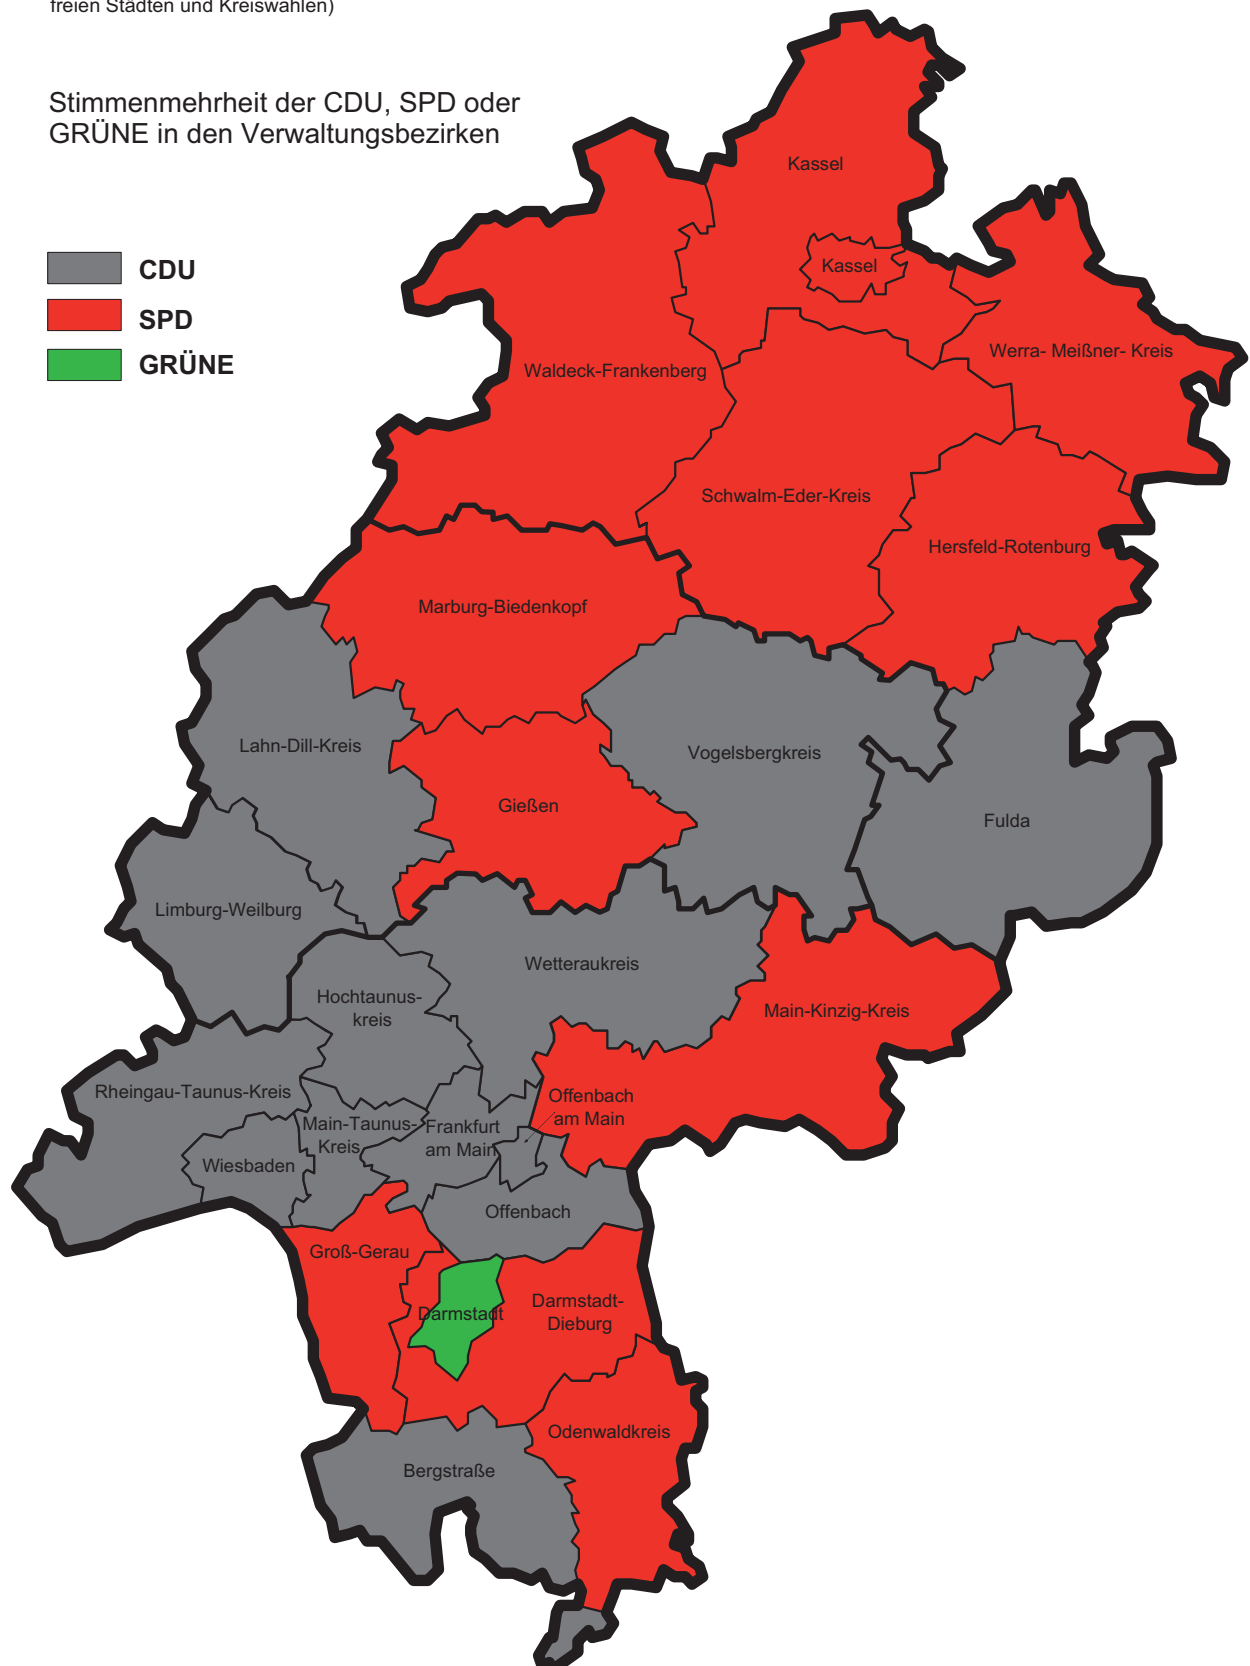 freien Städten und Kreiswahlen)
Stimmenmehrheit der CDU, SPD oder
GRÜNE in den Verwaltungsbezirken
CDU
SPD
GRÜNE
Kassel
Kassel
Werra- Meißner- Kreis
Waldeck-Frankenberg
Schwalm-Eder-Kreis
Hersfeld-Rotenburg
Marburg-Biedenkopf
Lahn-Dill-Kreis
Vogelsbergkreis
Gießen
Fulda
Limburg-Weilburg
Wetteraukreis
Hochtaunus-
kreis
Main-Kinzig-Kreis
Rheingau-Taunus-Kreis
Offenbach
am Main
Main-Taunus-
Kreis
Frankfurt
am Main
Wiesbaden
Offenbach
Groß-Gerau
Darmstadt
Darmstadt-
Dieburg
Odenwaldkreis
Bergstraße